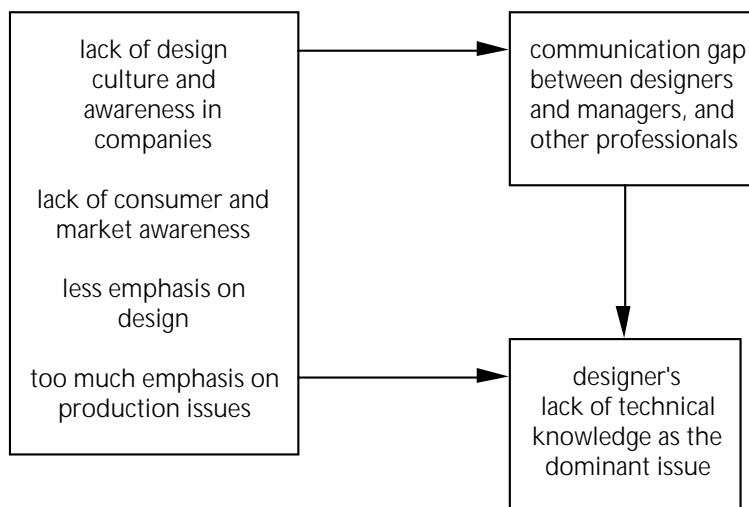 lack of design
culture and
awareness in
companies
lack of consumer and
market awareness
less emphasis on
design
too much emphasis on
production issues
communication gap
between designers
and managers, and
other professionals
designer's
lack of technical
knowledge as the
dominant issue